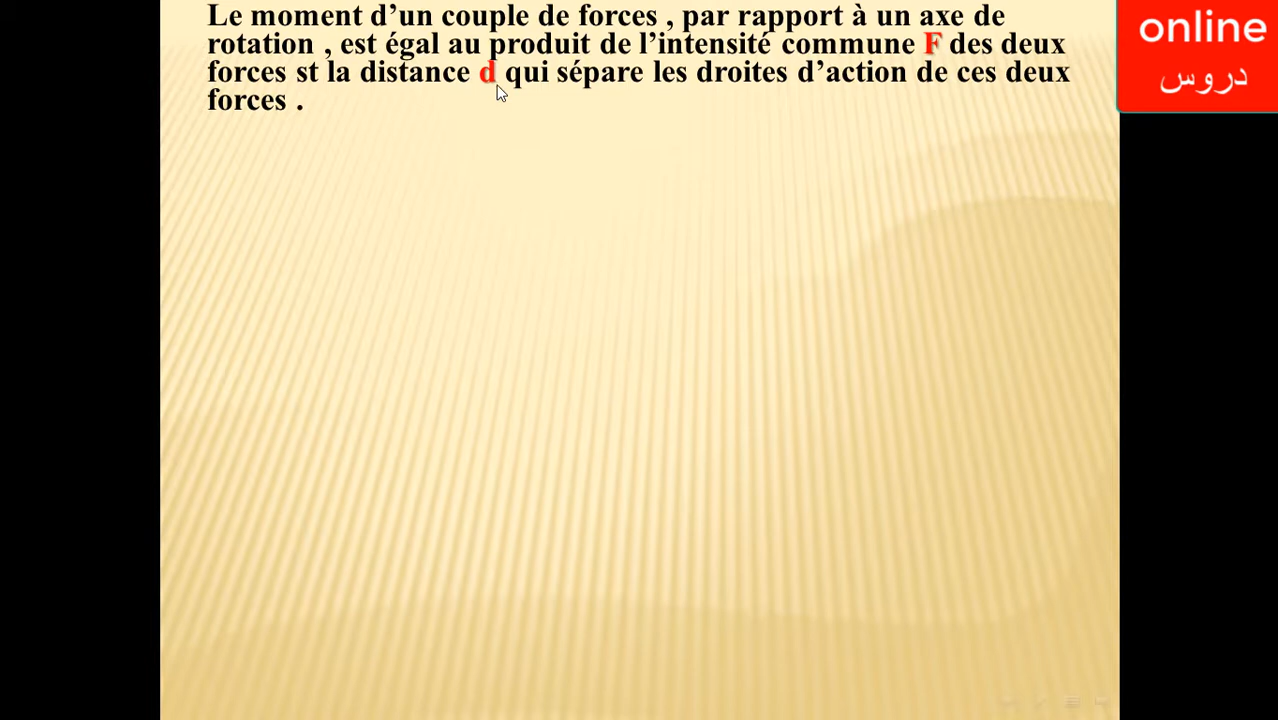 Le moment d’un couple de forces , par rapport à un axe de
rotation , est égal au produit de l’intensité commune F des deux
forces st la distance d qui sépare les droites d’action de ces deux
forces .
online
دروس